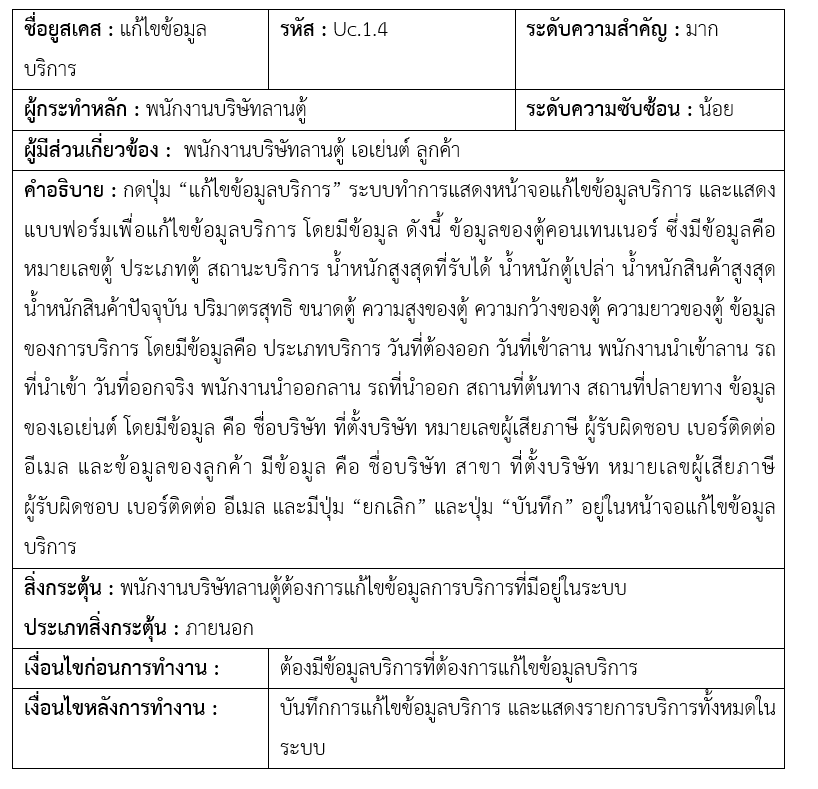 ชื่อยูสเคส : แก้ไขข้อมูล
บริการ
รหัส : Uc.1.4
ระดับความสำคัญ : มาก
ผู้กระทำหลัก : พนักงานบริษัทลานตู้
ระดับความซับซ้อน : น้อย
ผู้มีส่วนเกี่ยวข้อง : พนักงานบริษัทลานตู้ เอเย่นต์ ลูกค้า
คำอธิบาย : กดปุ่ม “แก้ไขข้อมูลบริการ” ระบบทำการแสดงหน้าจอแก้ไขข้อมูลบริการ และแสดง
แบบฟอร์มเพื่อแก้ไขข้อมูลบริการ โดยมีข้อมูล ดังนี้ ข้อมูลของตู้คอนเทนเนอร์ ซึ่งมีข้อมูลคือ
หมายเลขตู้ ประเภทตู้ สถานะบริการ น้ำหนักสูงสุดที่รับได้ น้ำหนักตู้เปล่า น้ำหนักสินค้าสูงสุด
น้ำหนักสินค้าปัจจุบัน ปริมาตรสุทธิ ขนาดตู้ ความสูงของตู้ ความกว้างของตู้ ความยาวของตู้ ข้อมูล
ของการบริการ โดยมีข้อมูลคือ ประเภทบริการ วันที่ต้องออก วันที่เข้าลาน พนักงานนำเข้าลาน รถ
ที่นำเข้า วันที่ออกจริง พนักงานนำออกลาน รถที่นำออก สถานที่ต้นทาง สถานที่ปลายทาง ข้อมูล
ของเอเย่นต์ โดยมีข้อมูล คือ ชื่อบริษัท ที่ตั้งบริษัท หมายเลขผู้เสียภาษี ผู้รับผิดชอบ เบอร์ติดต่อ
อีเมล และข้อมูลของลูกค้า มีข้อมูล คือ ชื่อบริษัท สาขา ที่ตั้งบริษัท หมายเลขผู้เสียภาษี
ผู้รับผิดชอบ เบอร์ติดต่อ อีเมล และมีปุ่ม “ยกเลิก” และปุ่ม “บันทึก” อยู่ในหน้าจอแก้ไขข้อมูล
บริการ
สิ่งกระตุ้น : พนักงานบริษัทลานตู้ต้องการแก้ไขข้อมูลการบริการที่มีอยู่ในระบบ
ประเภทสิ่งกระตุ้น : ภายนอก
เงื่อนไขก่อนการทำงาน :
ต้องมีข้อมูลบริการที่ต้องการแก้ไขข้อมูลบริการ
เงื่อนไขหลังการทำงาน :
บันทึกการแก้ไขข้อมูลบริการ และแสดงรายการบริการทั้งหมดใน
ระบบ